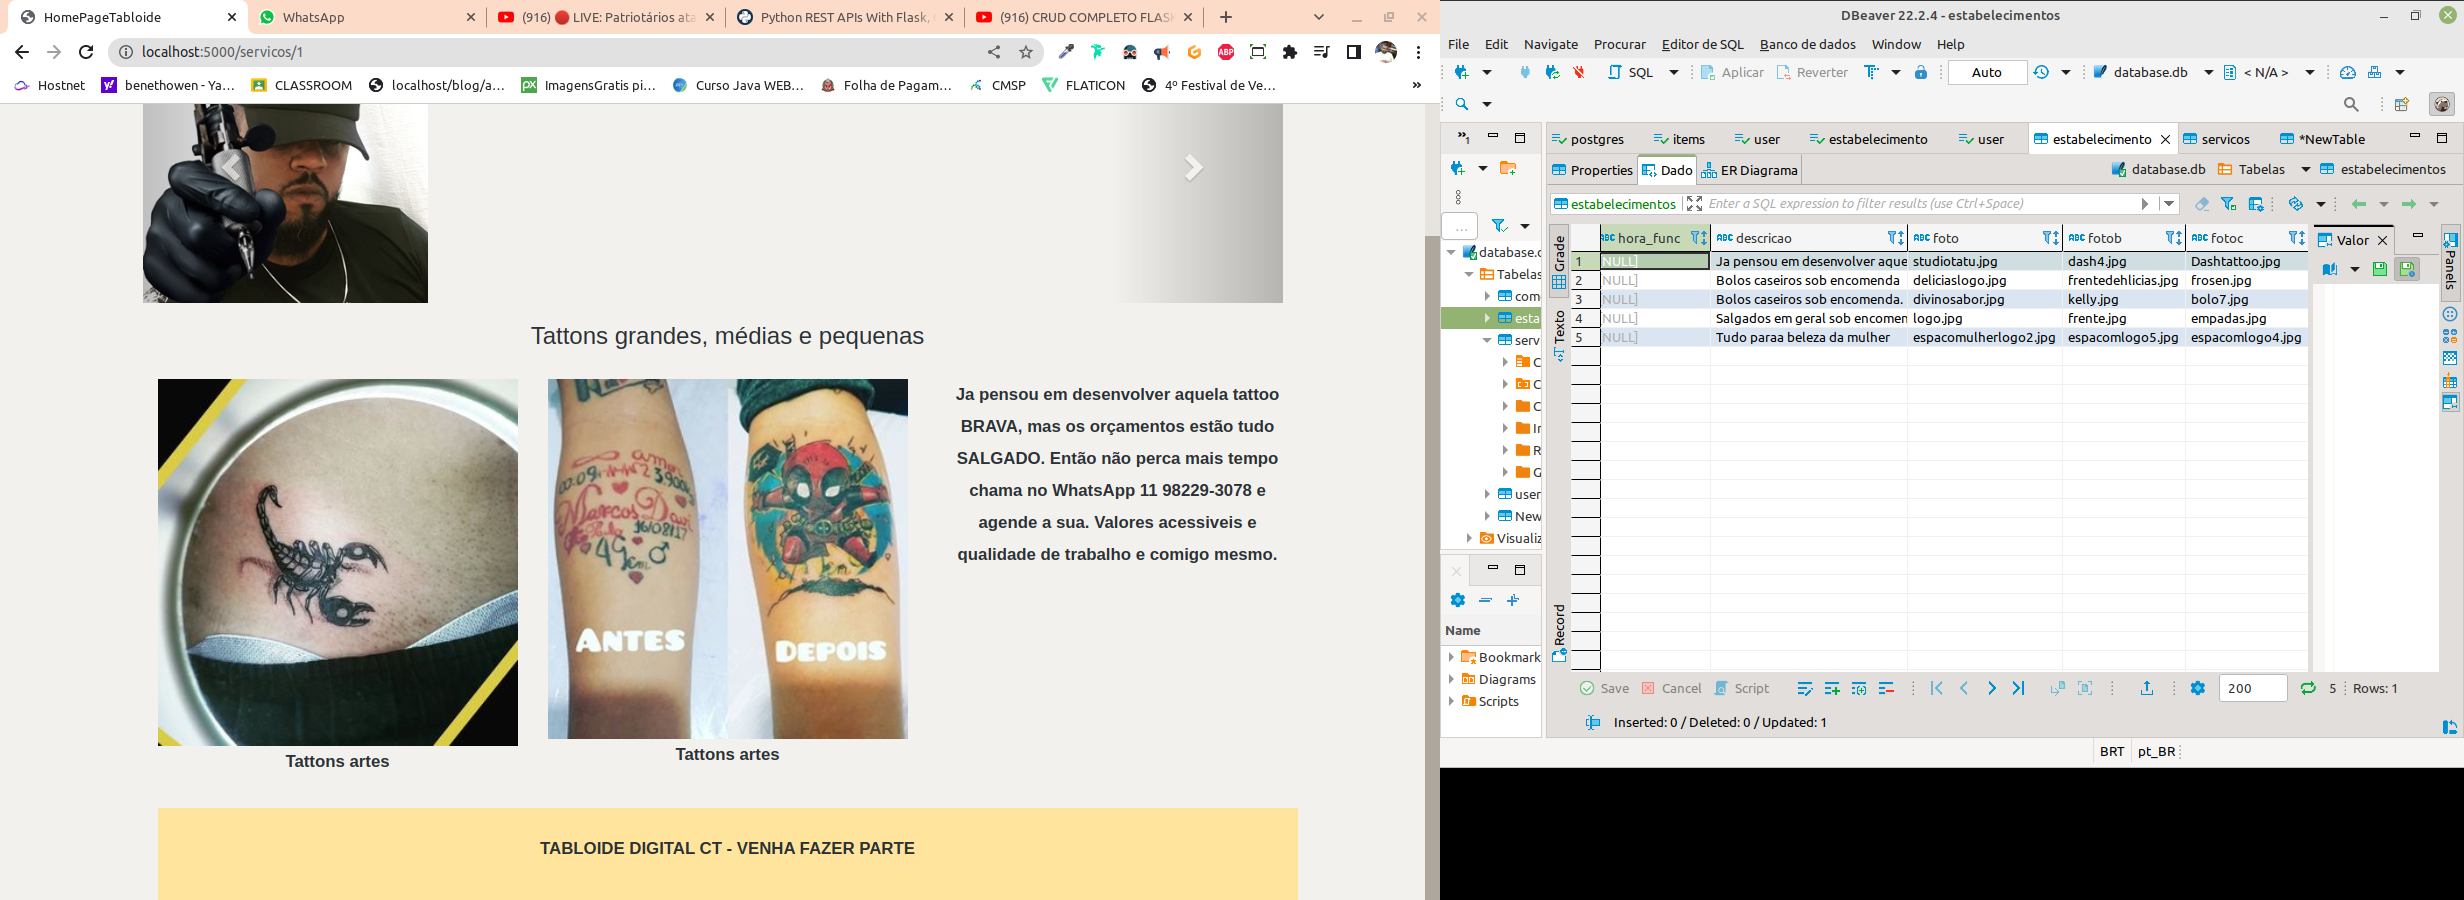 HomePageTabloide
WhatsApp
(916) 🔴 LIVE: Patriotários ata
Python REST APIs With Flask,
(916) CRUD COMPLETO FLASK
localhost:5000/servicos/1
Hostnet
benethowen - Ya...
CLASSROOM
localhost/blog/a...
ImagensGratis pi...
Curso Java WEB...
Folha de Pagam...
CMSP
FLATICON
4º Festival de Ve...
»
Tattons grandes, médias e pequenas
ANTES
DEPOIS
Tattons artes
Tattons artes
Ja pensou em desenvolver aquela tattoo
BRAVA, mas os orçamentos estão tudo
SALGADO. Então não perca mais tempo
chama no WhatsApp 11 98229-3078 e
agende a sua. Valores acessiveis e
qualidade de trabalho e comigo mesmo.
TABLOIDE DIGITAL CT - VENHA FAZER PARTE
DBeaver 22.2.4 - estabelecimentos
File Edit Navigate Procurar Editor de SQL Banco de dados Window Help
SQL Aplicar Reverter Auto database.db < N/A >
postgres items user estabelecimento user estabelecimento servicos *NewTable
Properties Dado ER Diagrama database.db Tabelas estabelecimentos
estabelecimentos Enter a SQL expression to filter results (use Ctrl+Space)
database.d
Tabelas
com
esta
serv
C
C
C
Ir
R
G
user
New
Visualiz
Name
Bookmark
Diagrams
Scripts
Grade
Texto
Record
hora_func descricao foto fotob fotoc
1 NULL] Ja pensou em desenvolver aque studiotatu.jpg dash4.jpg Dashtattoo.jpg
2 NULL] Bolos caseiros sob encomenda deliciaslogo.jpg frentedehlicias.jpg frosen.jpg
3 NULL] Bolos caseiros sob encomenda. divinosabor.jpg kelly.jpg bolo7.jpg
4 NULL] Salgados em geral sob encomen logo.jpg frente.jpg empadas.jpg
5 NULL] Tudo paraa beleza da mulher espacomulherlogo2.jpg espacomlogo5.jpg espacomlogo4.jpg
Valor
Panels
Save Cancel Script 200 5 Rows: 1
Inserted: 0 / Deleted: 0 / Updated: 1
BRT pt_BR